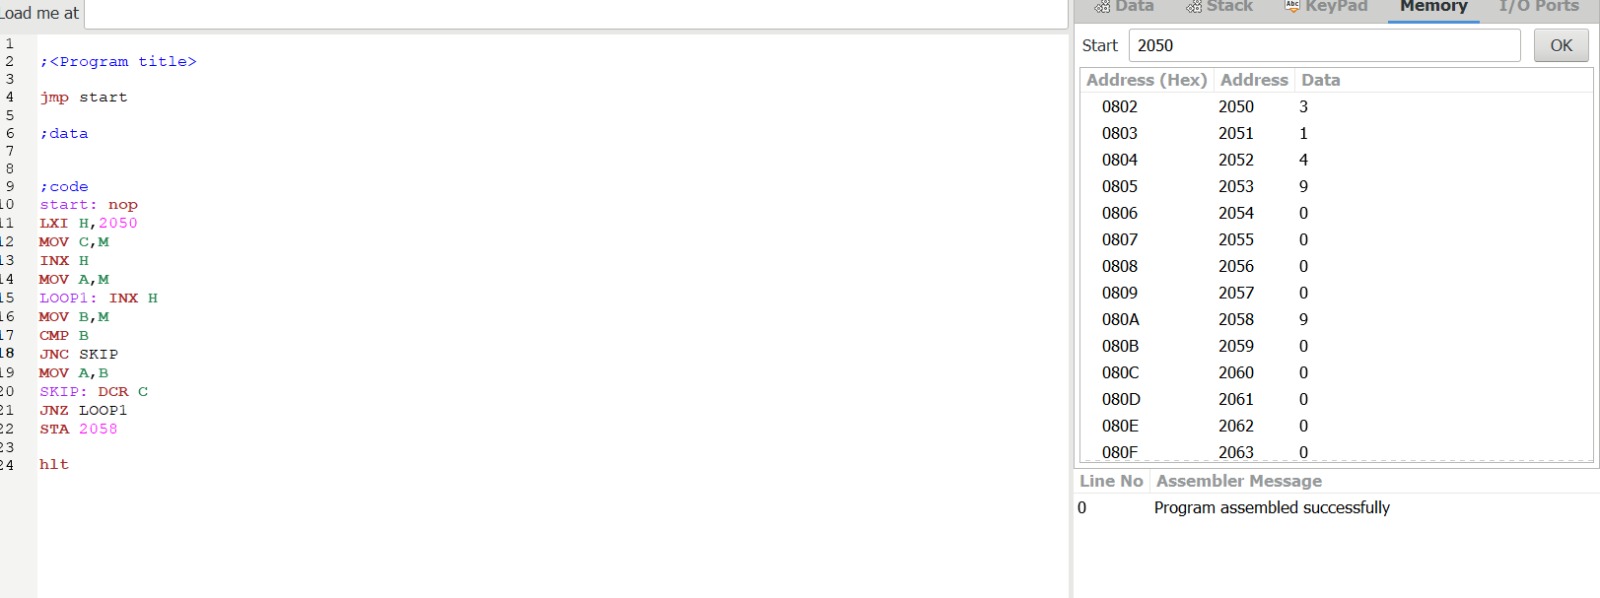 Load me at
1
2 ;<Program title>
3
4 jmp start
5
6 ;data
7
8
9 ;code
10 start: nop
11 LXI H,2050
12 MOV C,M
13 INX H
14 MOV A,M
15 LOOP1: INX H
16 MOV B,M
17 CMP B
18 JNC SKIP
19 MOV A,B
20 SKIP: DCR C
21 JNZ LOOP1
22 STA 2058
23
24 hlt
Data Stack KeyPad Memory I/O Ports
Start 2050 OK
Address (Hex) Address Data
0802 2050 3
0803 2051 1
0804 2052 4
0805 2053 9
0806 2054 0
0807 2055 0
0808 2056 0
0809 2057 0
080A 2058 9
080B 2059 0
080C 2060 0
080D 2061 0
080E 2062 0
080F 2063 0
Line No Assembler Message
0 Program assembled successfully